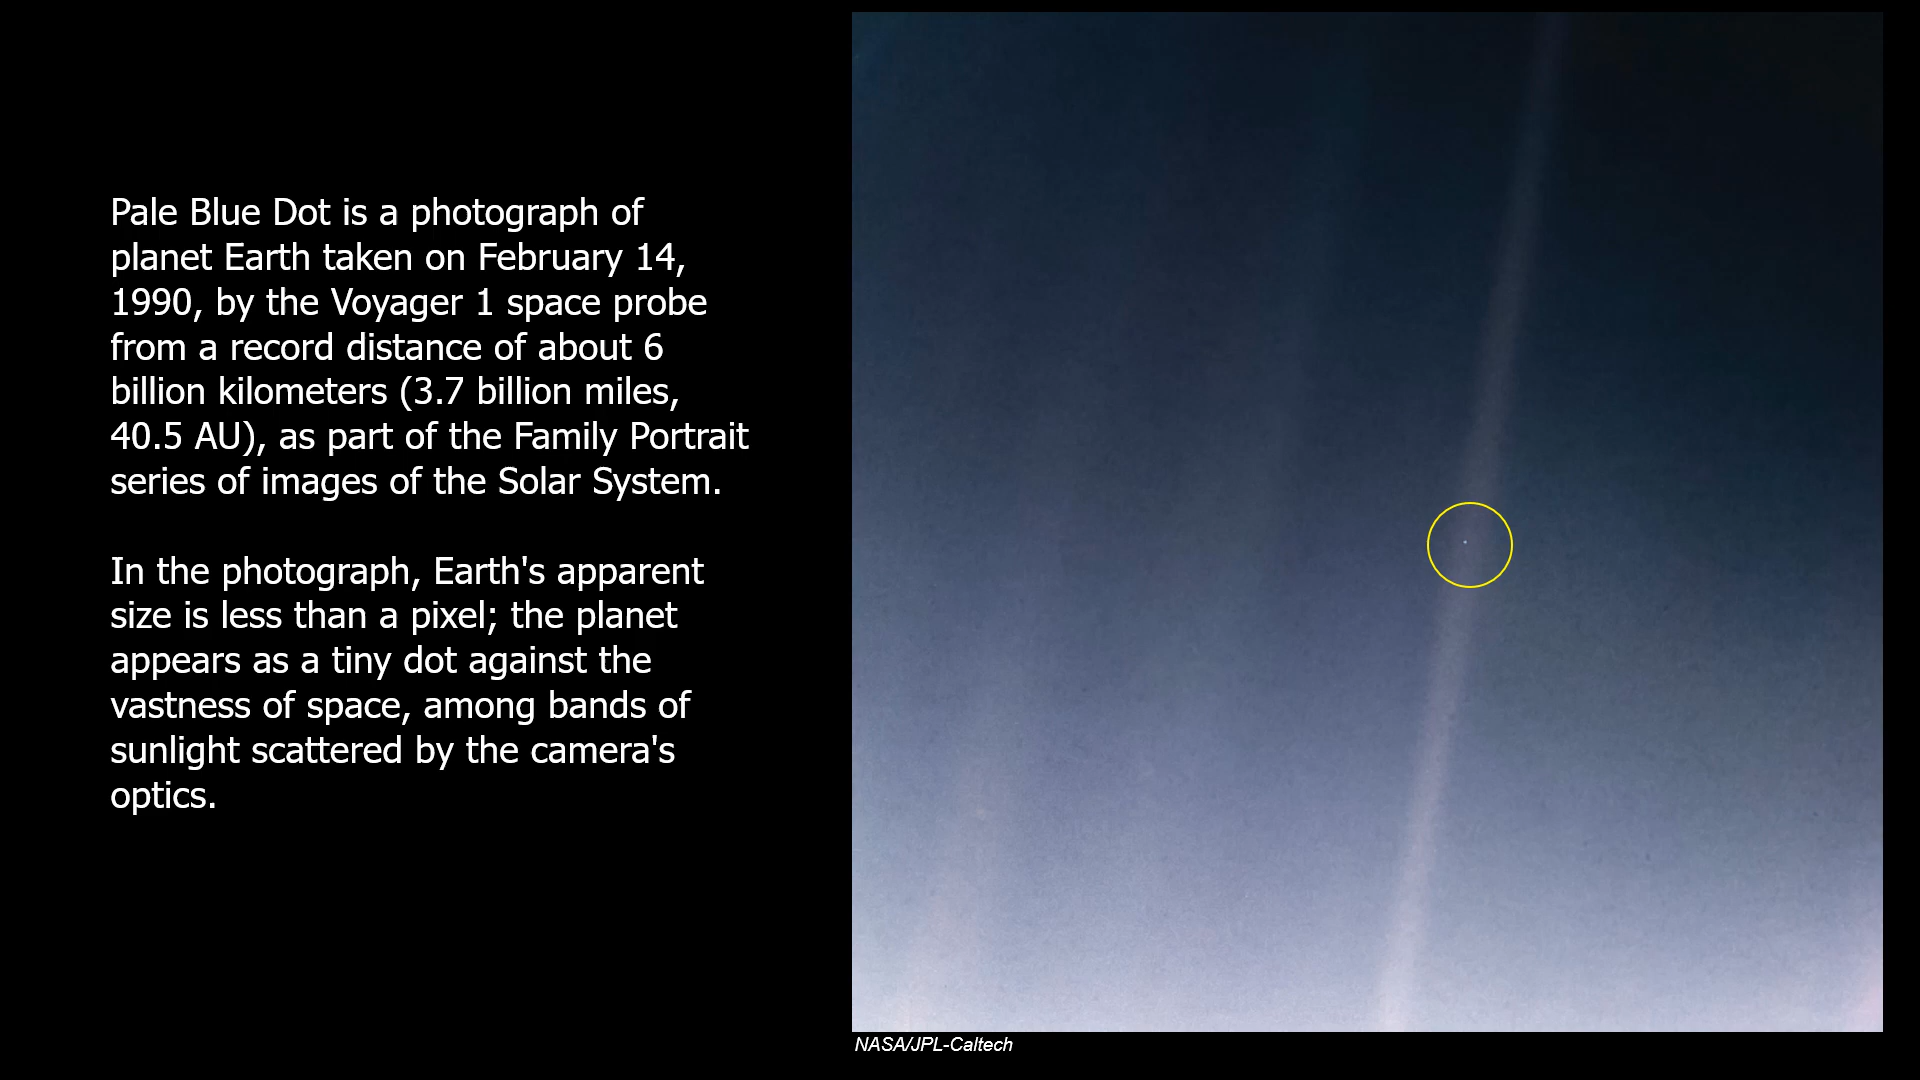 Pale Blue Dot is a photograph of
planet Earth taken on February 14,
1990, by the Voyager 1 space probe
from a record distance of about 6
billion kilometers (3.7 billion miles,
40.5 AU), as part of the Family Portrait
series of images of the Solar System.
In the photograph, Earth's apparent
size is less than a pixel; the planet
appears as a tiny dot against the
vastness of space, among bands of
sunlight scattered by the camera's
optics.
NASA/JPL-Caltech